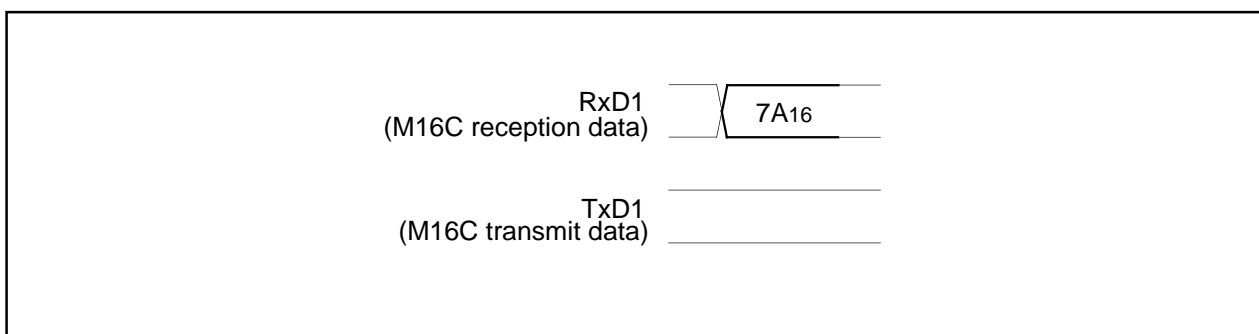 RxD1
(M16C reception data)
7A16
TxD1
(M16C transmit data)